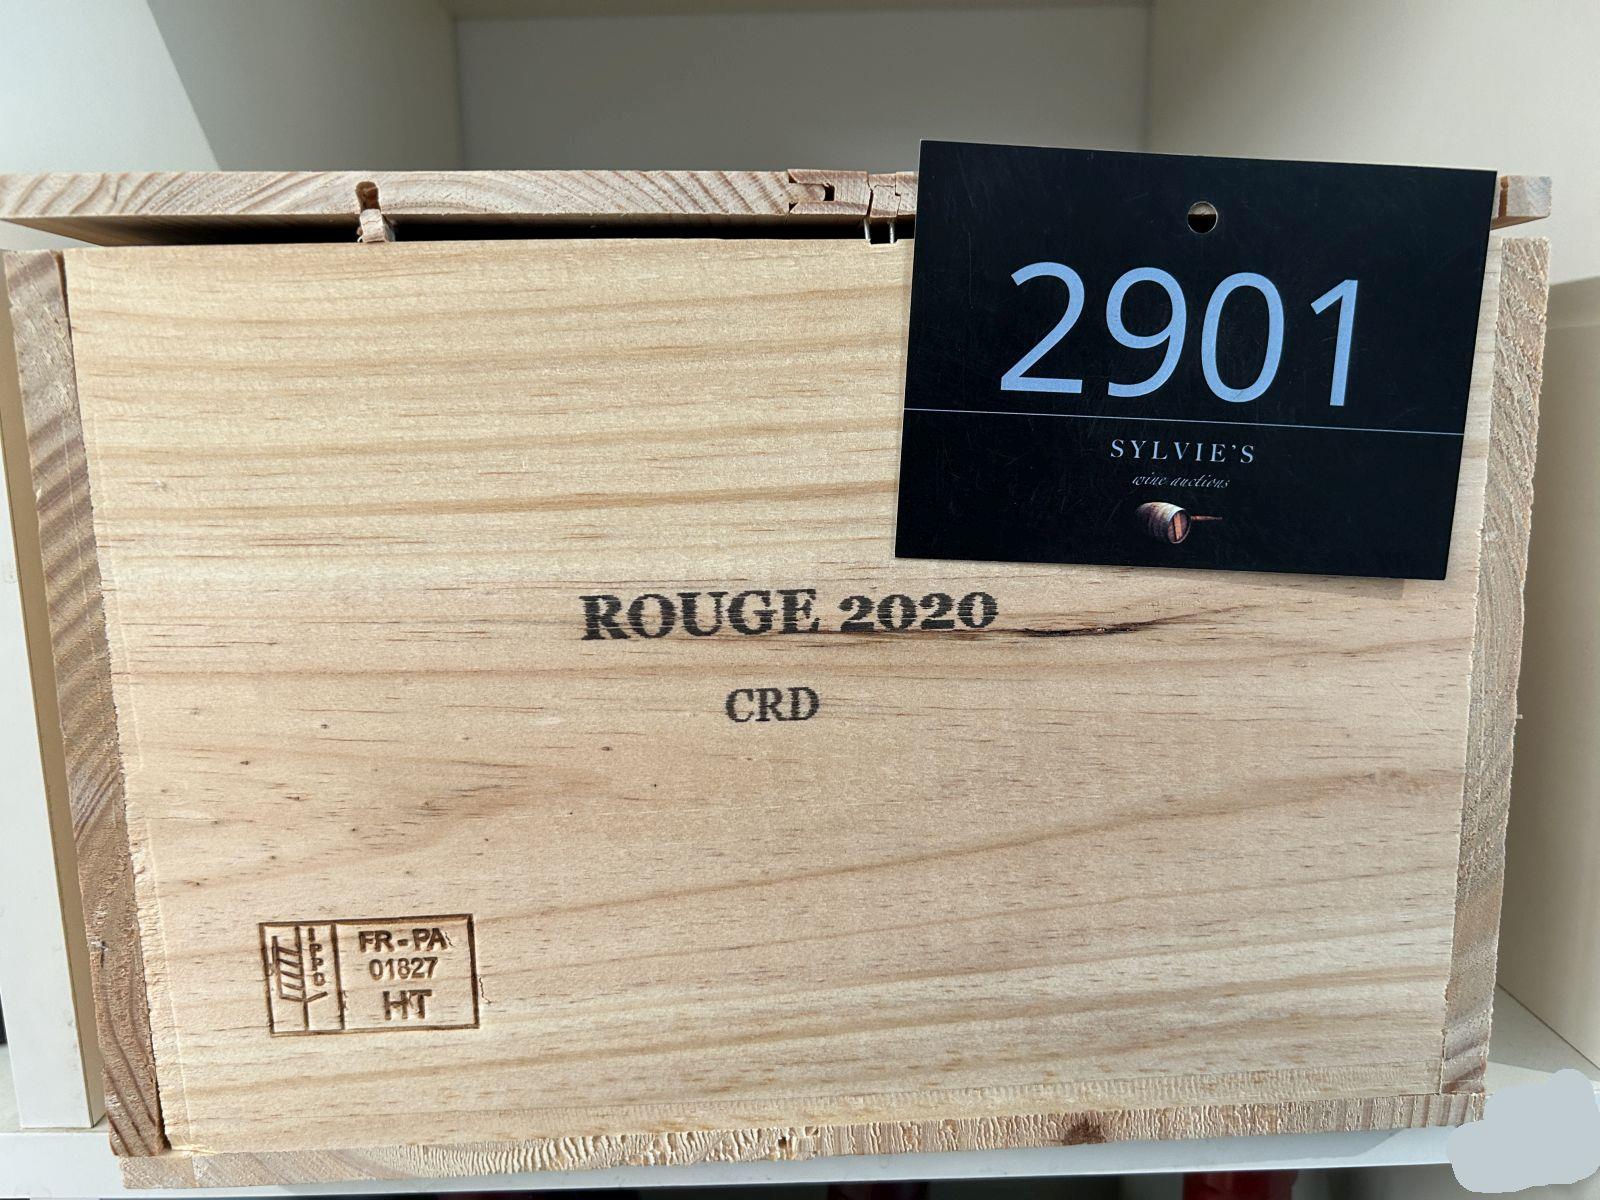 2901
SYLVIE'S
wine auctions
ROUGE 2020
CRD
IPPC
FR-PA
01827
HT